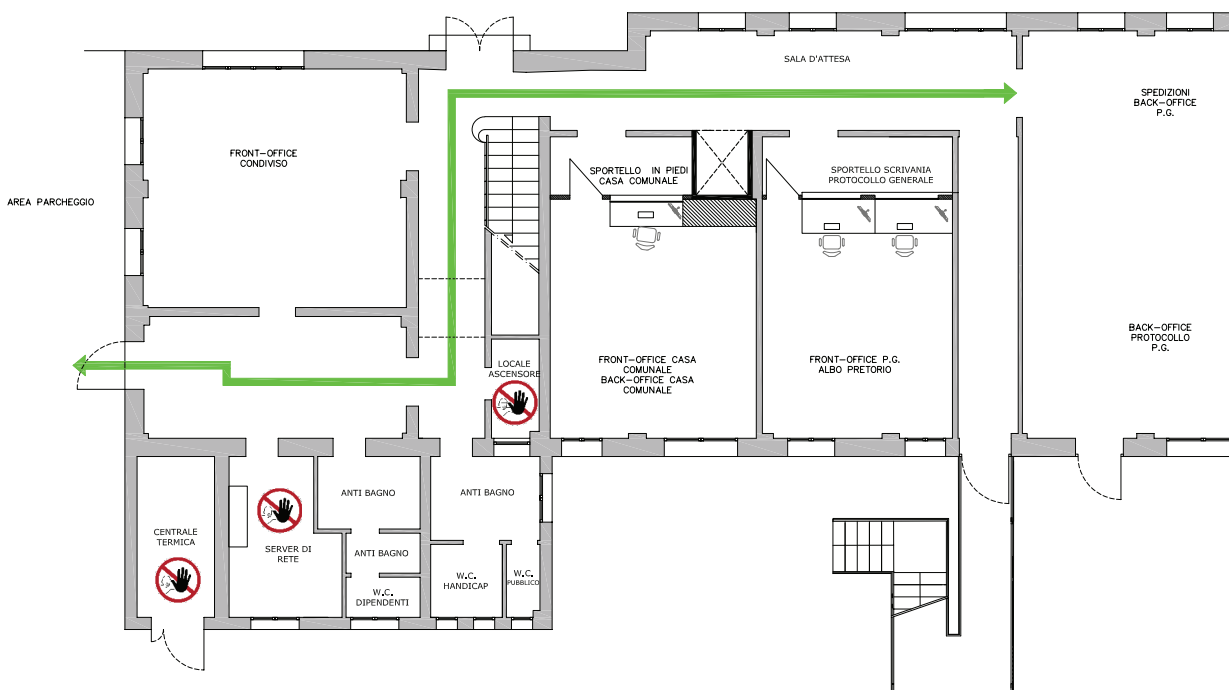 SALA D'ATTESA
SPEDIZIONI
BACK-OFFICE
P.G.
FRONT-OFFICE
CONDIVISO
SPORTELLO IN PIEDI
CASA COMUNALE
SPORTELLO SCRIVANIA
PROTOCOLLO GENERALE
AREA PARCHEGGIO
BACK-OFFICE
PROTOCOLLO
P.G.
LOCALE
ASCENSORE
FRONT-OFFICE CASA
COMUNALE
BACK-OFFICE CASA
COMUNALE
FRONT-OFFICE P.G.
ALBO PRETORIO
ANTI BAGNO
ANTI BAGNO
CENTRALE
TERMICA
SERVER DI
RETE
ANTI BAGNO
W.C.
HANDICAP
W.C.
PUBBLICO
W.C.
DIPENDENTI